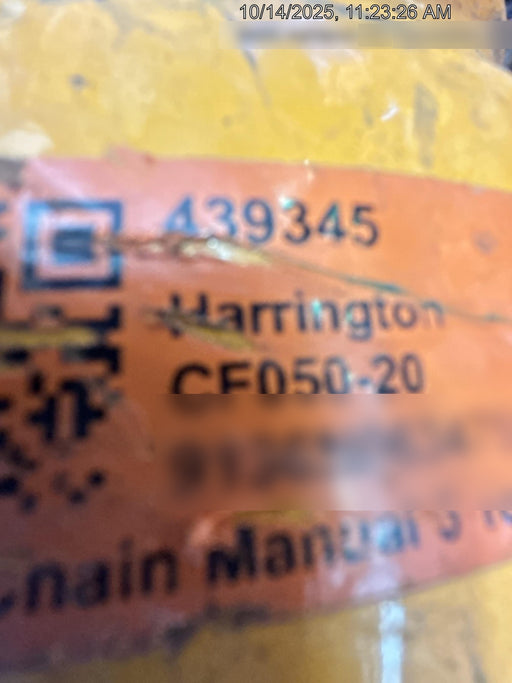 10/14/2025, 11:23:26 AM
439345
Harrington
CF050-20
Chain Manual